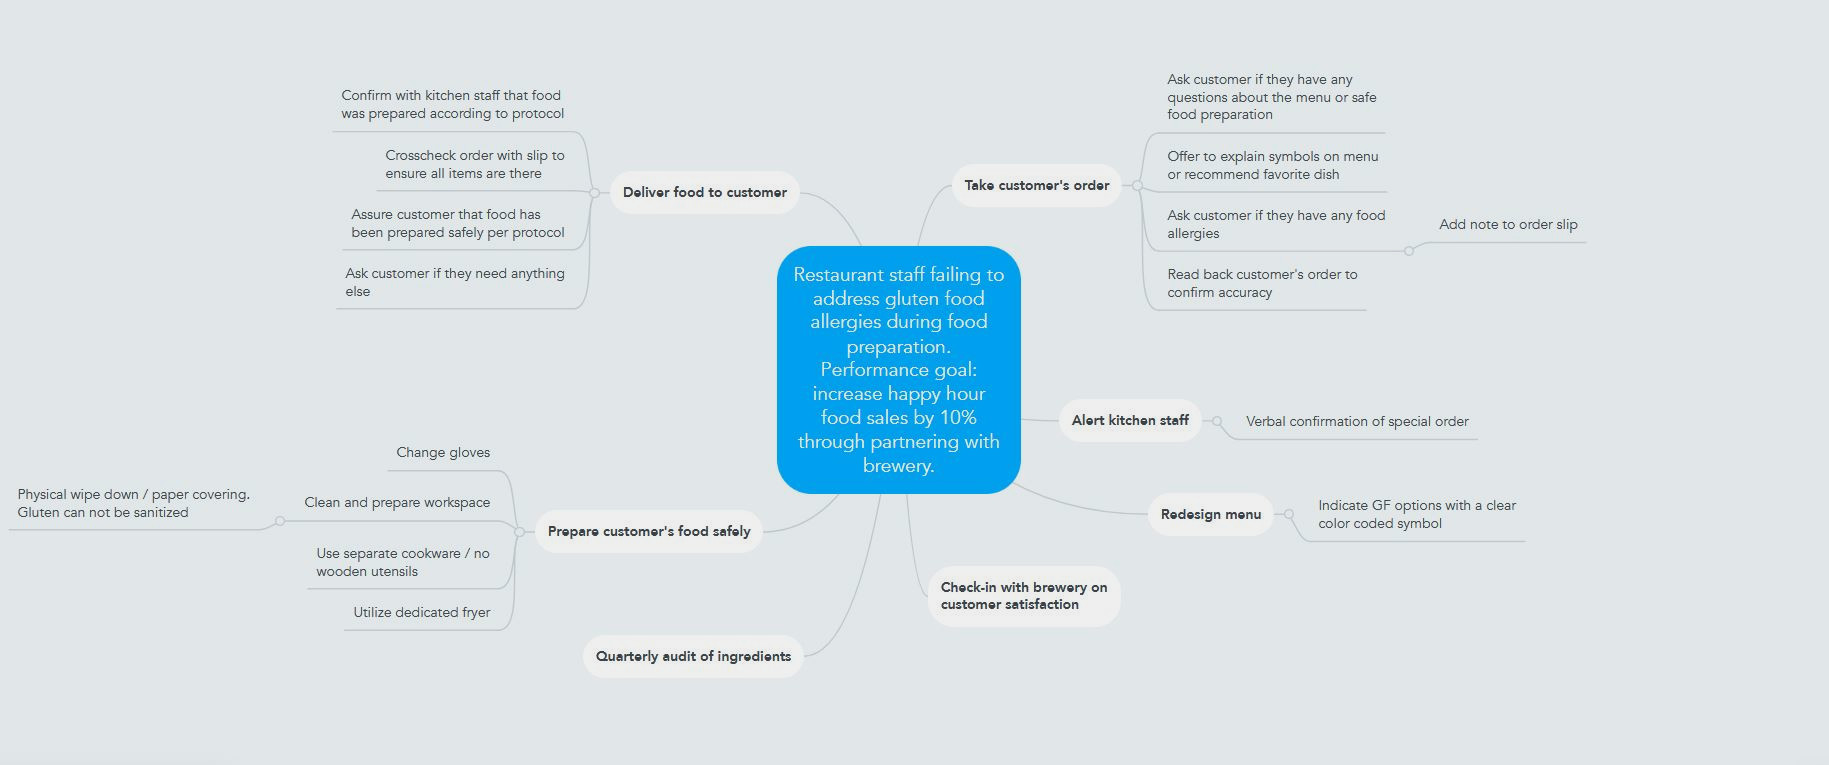 Restaurant staff failing to
address gluten food
allergies during food
preparation.
Performance goal:
increase happy hour
food sales by 10%
through partnering with
brewery.
Take customer's order
Ask customer if they have any
questions about the menu or safe
food preparation
Offer to explain symbols on menu
or recommend favorite dish
Ask customer if they have any food
allergies
Add note to order slip
Read back customer's order to
confirm accuracy
Alert kitchen staff
Verbal confirmation of special order
Redesign menu
Indicate GF options with a clear
color coded symbol
Check-in with brewery on
customer satisfaction
Quarterly audit of ingredients
Prepare customer's food safely
Change gloves
Clean and prepare workspace
Physical wipe down / paper covering.
Gluten can not be sanitized
Use separate cookware / no
wooden utensils
Utilize dedicated fryer
Deliver food to customer
Confirm with kitchen staff that food
was prepared according to protocol
Crosscheck order with slip to
ensure all items are there
Assure customer that food has
been prepared safely per protocol
Ask customer if they need anything
else